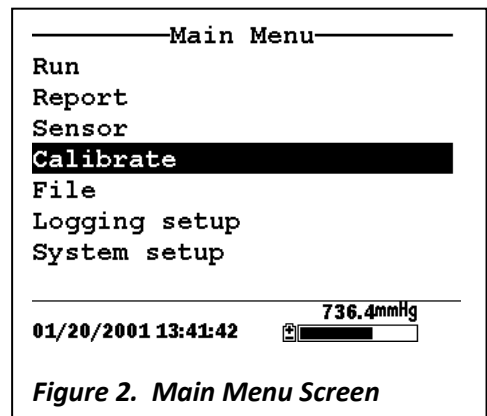 Main Menu
Run
Report
Sensor
Calibrate
File
Logging setup
System setup
736.4mmHg
01/20/2001 13:41:42
Figure 2. Main Menu Screen